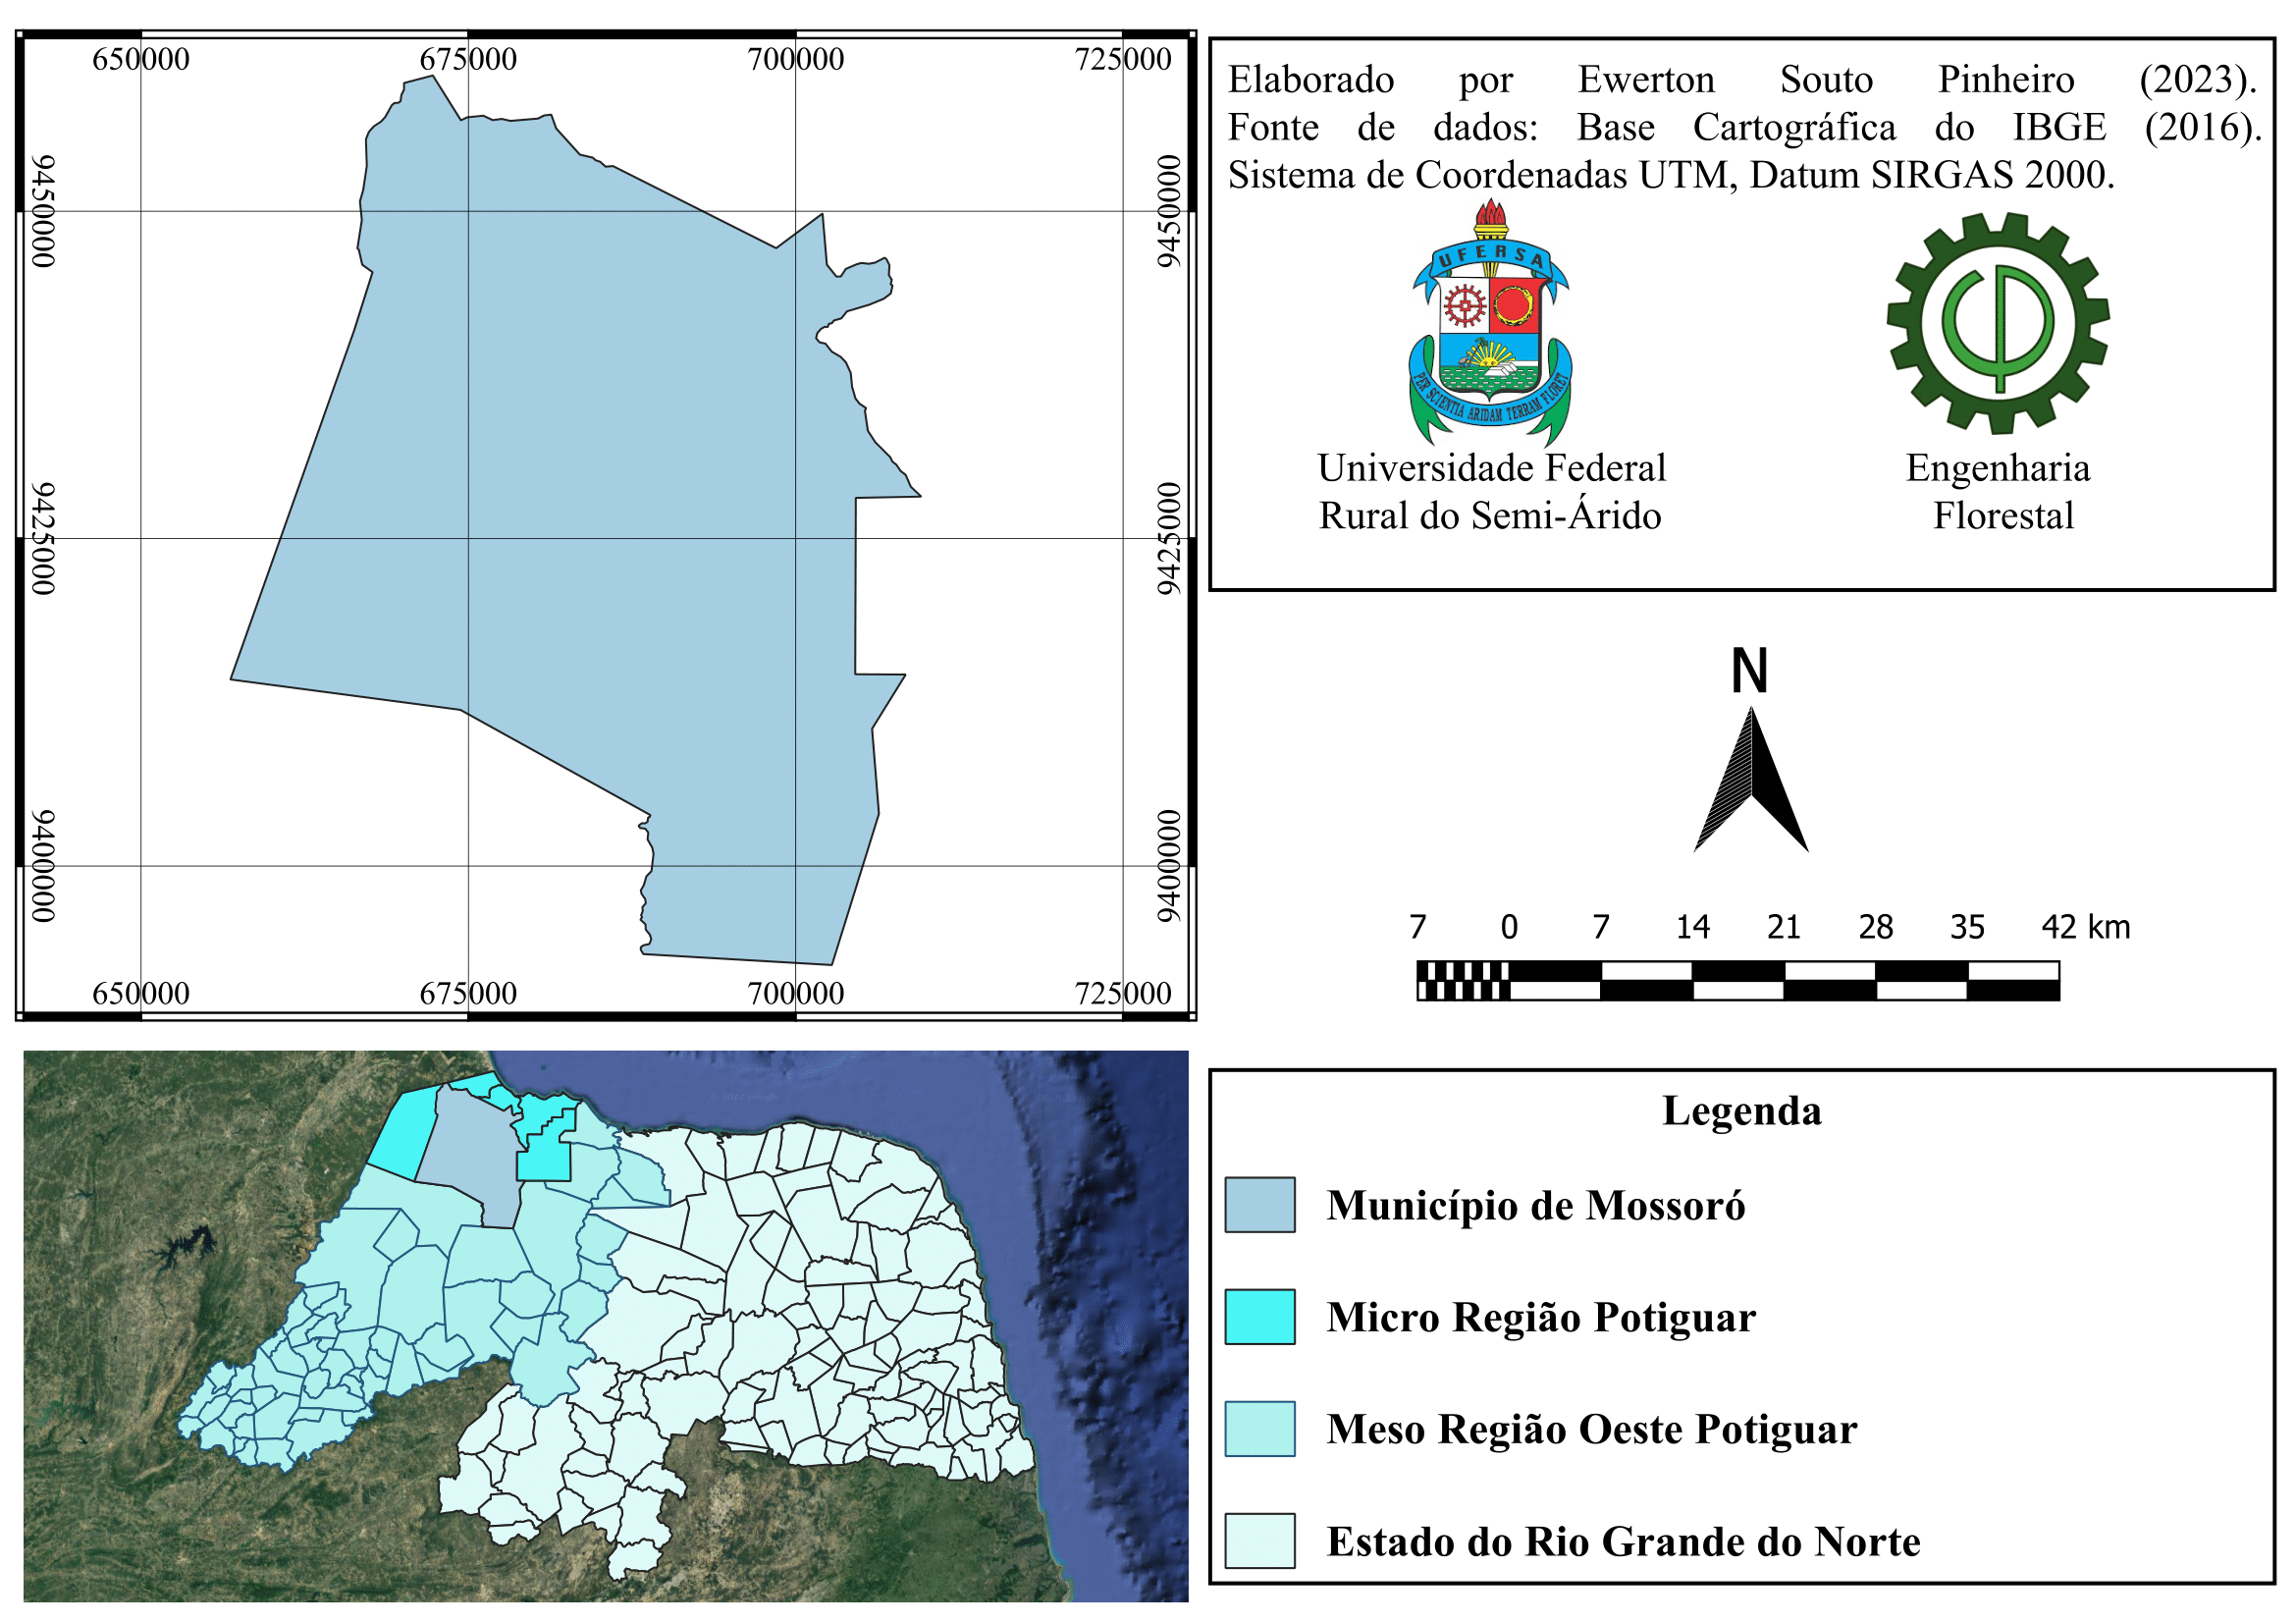 650000 675000 700000 725000
9450000 9450000
9425000 9425000
9400000 9400000
650000 675000 700000 725000
Elaborado por Ewerton Souto Pinheiro (2023).
Fonte de dados: Base Cartográfica do IBGE (2016).
Sistema de Coordenadas UTM, Datum SIRGAS 2000.
UFERSA
PER SCIENTIA ARIDAM TERRAM FLORET
Universidade Federal
Rural do Semi-Árido
Engenharia
Florestal
N
7 0 7 14 21 28 35 42 km
Legenda
Município de Mossoró
Micro Região Potiguar
Meso Região Oeste Potiguar
Estado do Rio Grande do Norte